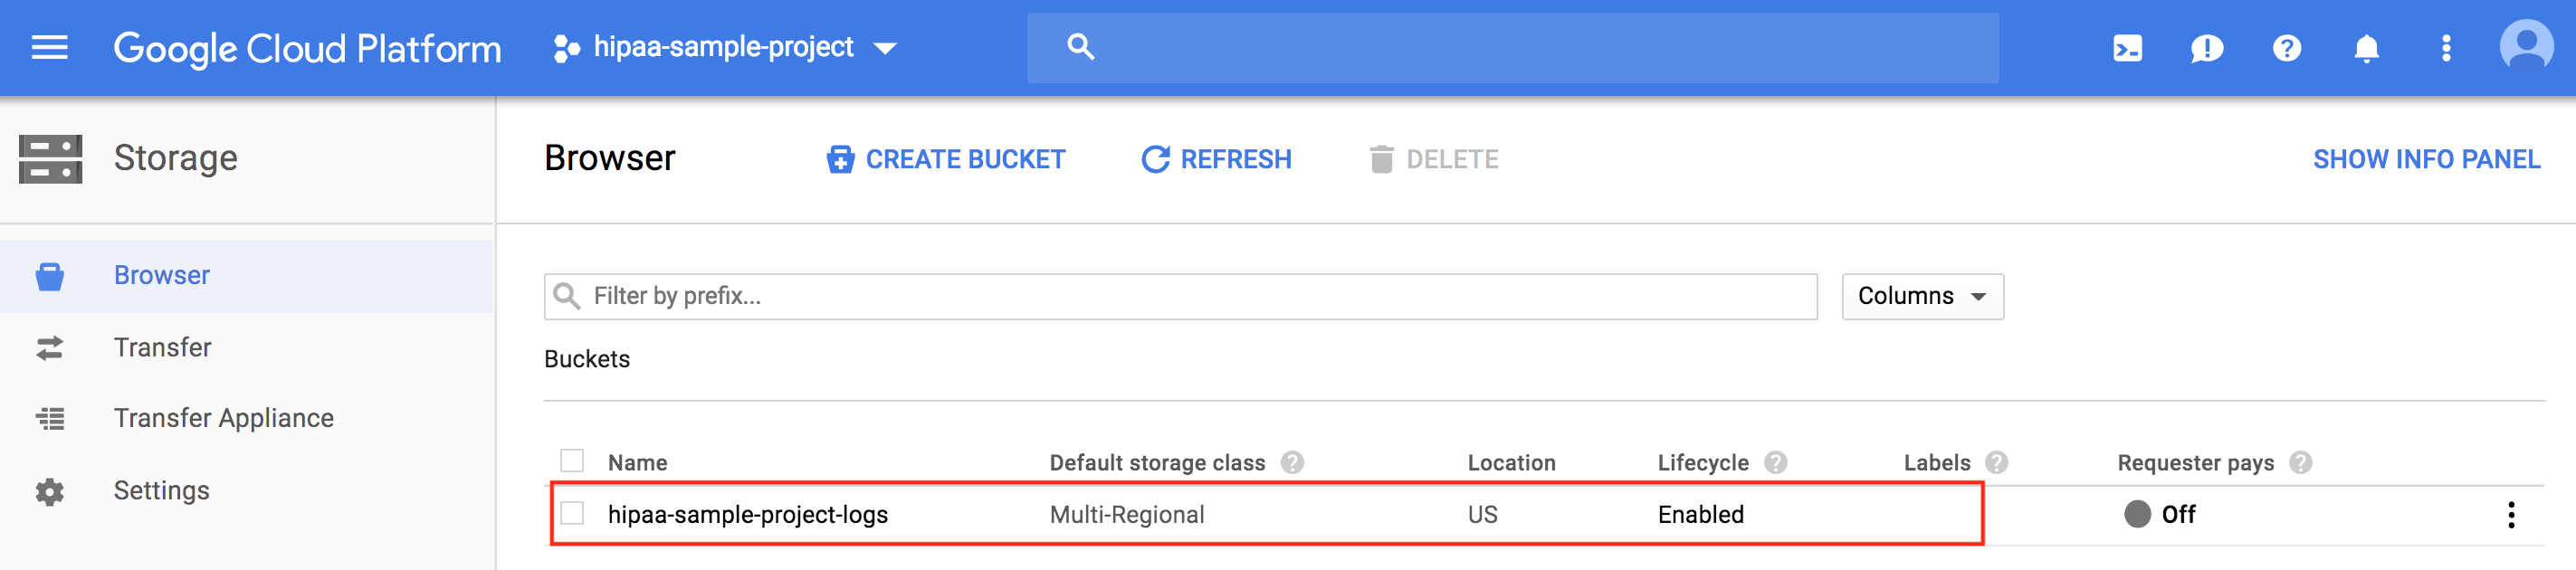 Google Cloud Platform hipaa-sample-project
Storage
Browser CREATE BUCKET REFRESH DELETE SHOW INFO PANEL
Browser
Transfer
Transfer Appliance
Settings
Filter by prefix... Columns
Buckets
Name Default storage class Location Lifecycle Labels Requester pays
hipaa-sample-project-logs Multi-Regional US Enabled Off